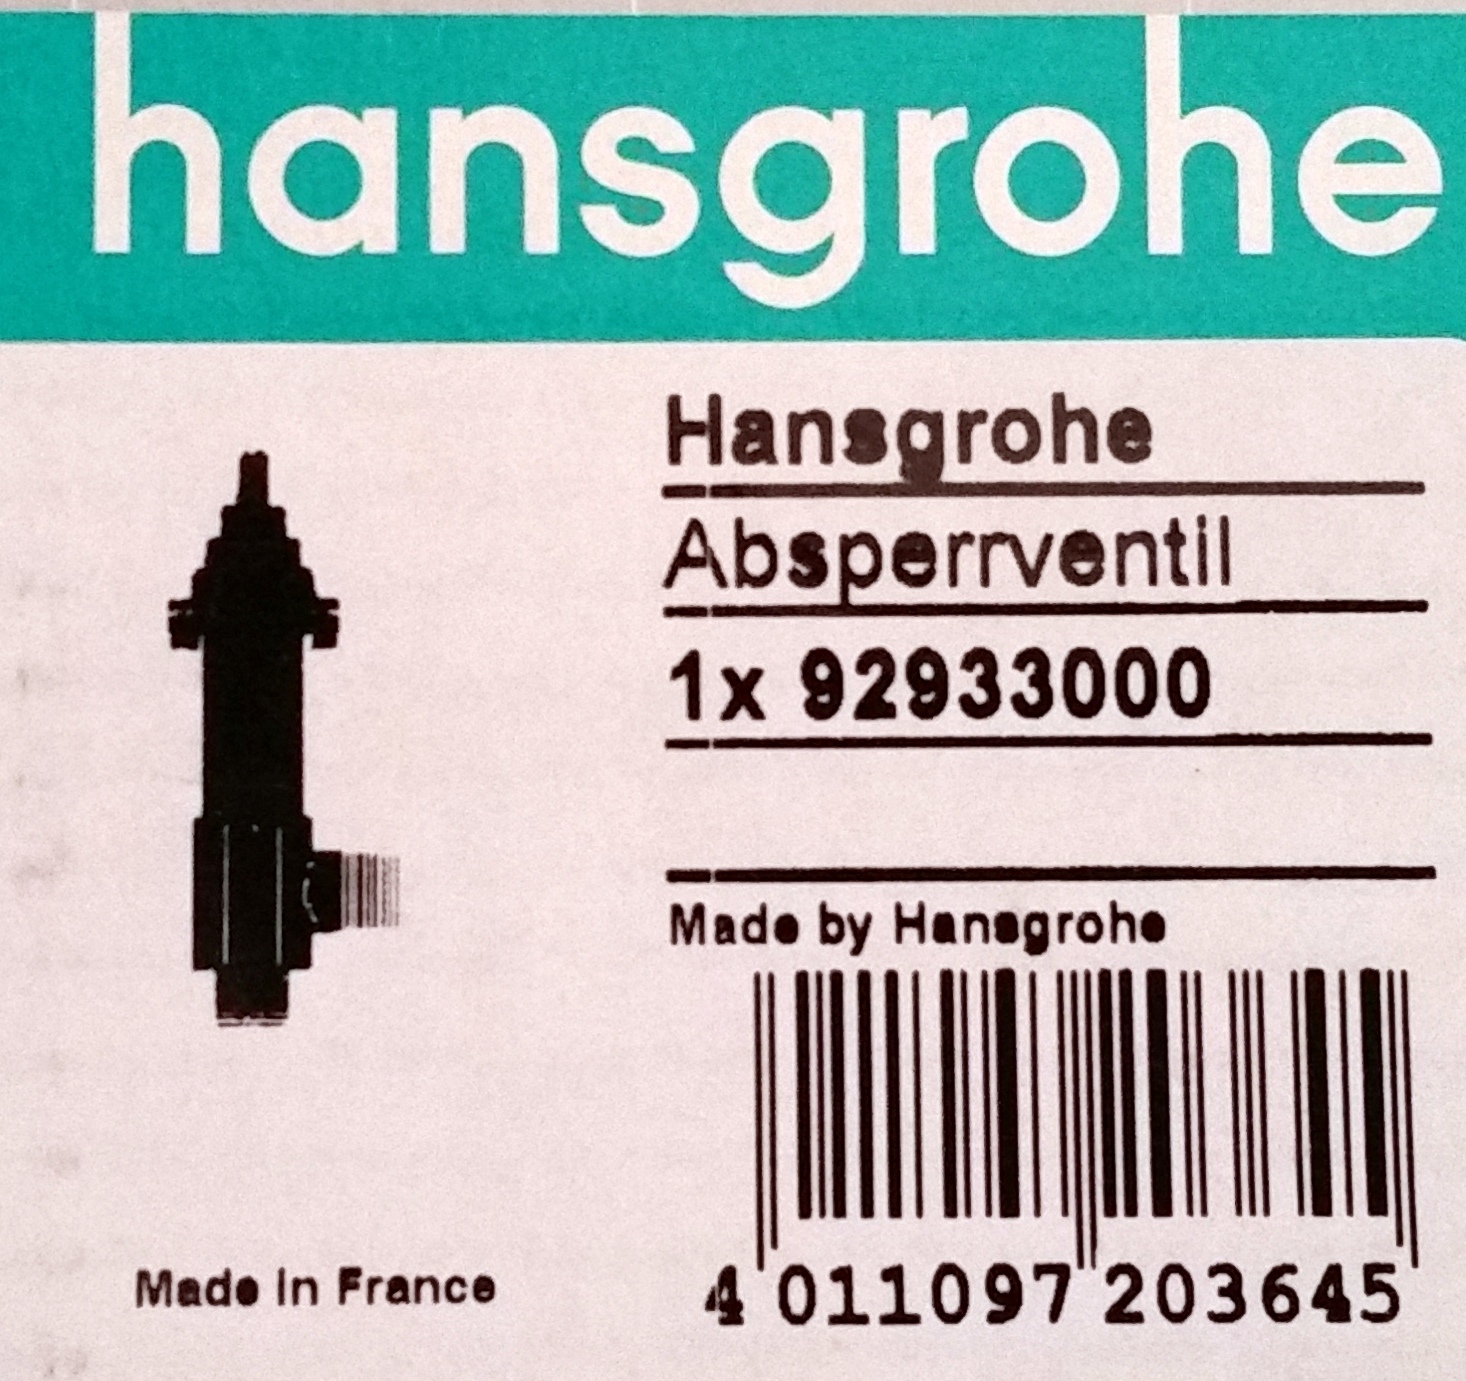 hansgrohe
Hansgrohe
Absperrventil
1x 92933000
Made by Hansgrohe
4 011097 203645
Made in France